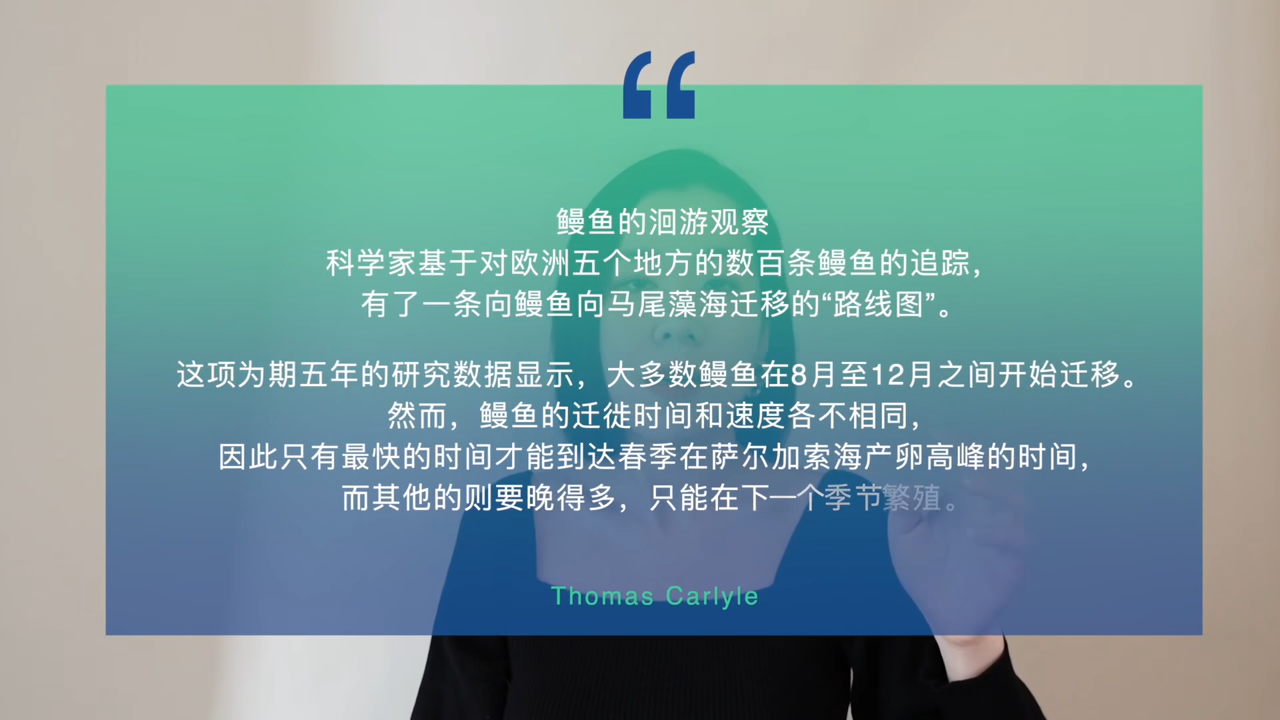 “
鳗鱼的洄游观察
科学家基于对欧洲五个地方的数百条鳗鱼的追踪，
有了一条向鳗鱼向马尾藻海迁移的“路线图”。
这项为期五年的研究数据显示，大多数鳗鱼在8月至12月之间开始迁移。
然而，鳗鱼的迁徙时间和速度各不相同，
因此只有最快的时间才能到达春季在萨尔加索海产卵高峰的时间，
而其他的则要晚得多，只能在下一个季节繁殖。
Thomas Carlyle